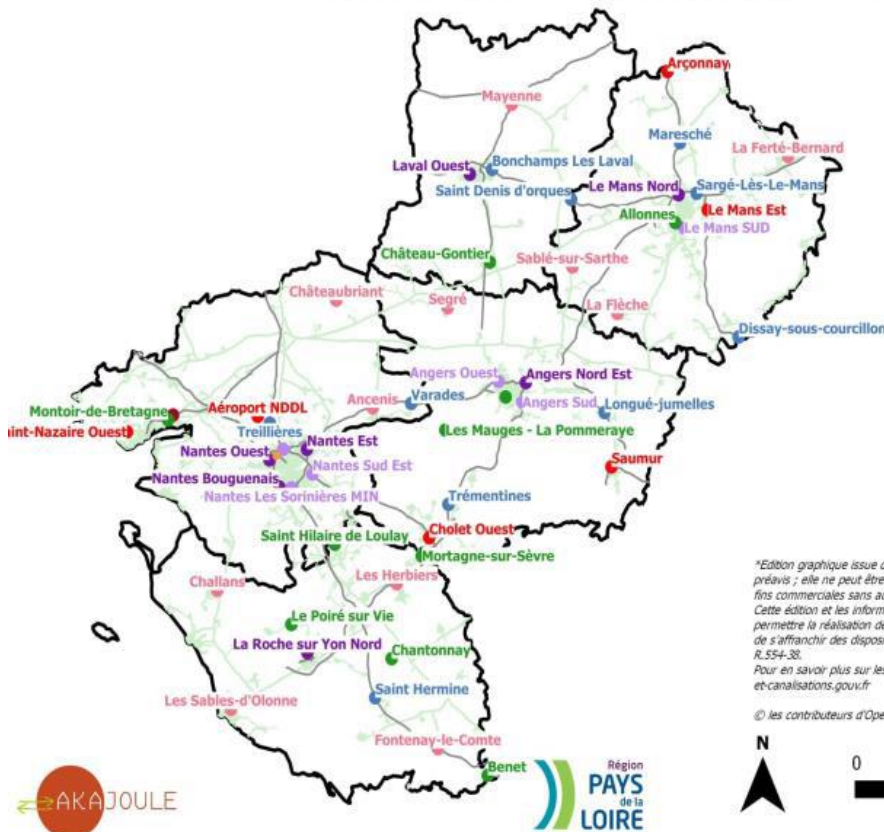 Arçonnay
Mayenne
Maresché
La Ferté-Bernard
Laval Ouest
Bonchamps Les Laval
Saint Denis d'orques
Le Mans Nord
Sargé-Lès-Le-Mans
Allonnes
Le Mans Est
Le Mans SUD
Château-Gontier
Sablé-sur-Sarthe
Châteaubriant
Segré
La Flèche
Dissay-sous-courcillon
Angers Ouest
Angers Nord Est
Ancenis
Varades
Angers Sud
Longué-jumelles
Montoir-de-Bretagne
Aéroport NDDL
Treillières
Les Mauges - La Pommeraye
int-Nazaire Ouest
Nantes Ouest
Nantes Est
Nantes Sud Est
Saumur
Nantes Bouguenais
Nantes Les Sorinières MIN
Trémentines
Saint Hilaire de Loulay
Cholet Ouest
Mortagne-sur-Sèvre
Challans
Les Herbiers
Le Poiré sur Vie
La Roche sur Yon Nord
Chantonnay
Les Sables-d'Olonne
Saint Hermine
Fontenay-le-Comte
Benet
*Edition graphique issue
préavis ; elle ne peut être
fins commerciales sans
Cette édition et les
permettre la réalisation
de s'affranchir des
R.554-38.
Pour en savoir plus sur les
et-canalisations.gouv.fr
© les contributeurs
N
0
AKAJOULE
Région
PAYS
de la
LOIRE